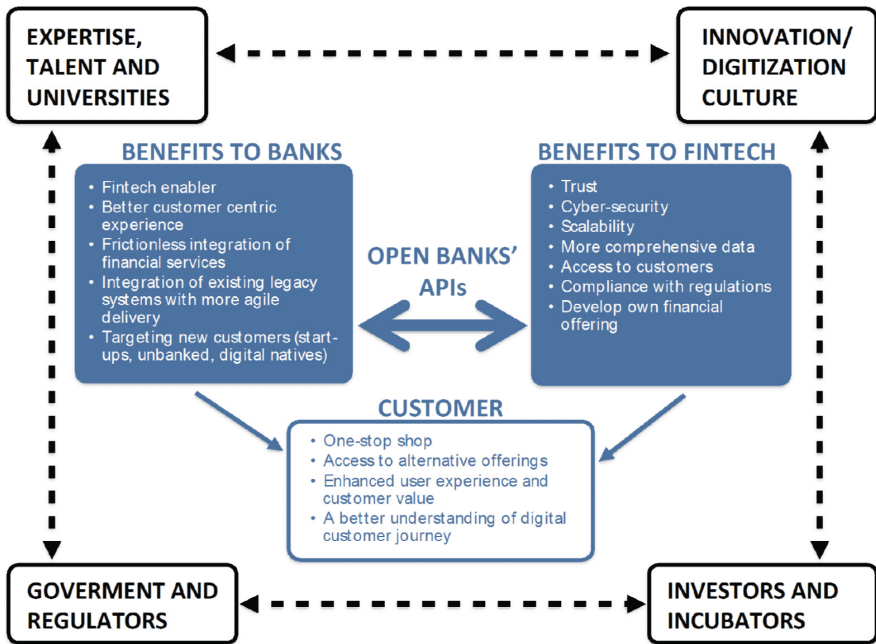 EXPERTISE,
TALENT AND
UNIVERSITIES
INNOVATION/
DIGITIZATION
CULTURE
BENEFITS TO BANKS
• Fintech enabler
• Better customer centric
experience
• Frictionless integration of
financial services
• Integration of existing legacy
systems with more agile
delivery
• Targeting new customers (start-
ups, unbanked, digital natives)
OPEN BANKS'
APIs
BENEFITS TO FINTECH
• Trust
• Cyber-security
• Scalability
• More comprehensive data
• Access to customers
• Compliance with regulations
• Develop own financial
offering
CUSTOMER
• One-stop shop
• Access to alternative offerings
• Enhanced user experience and
customer value
• A better understanding of digital
customer journey
GOVERMENT AND
REGULATORS
INVESTORS AND
INCUBATORS